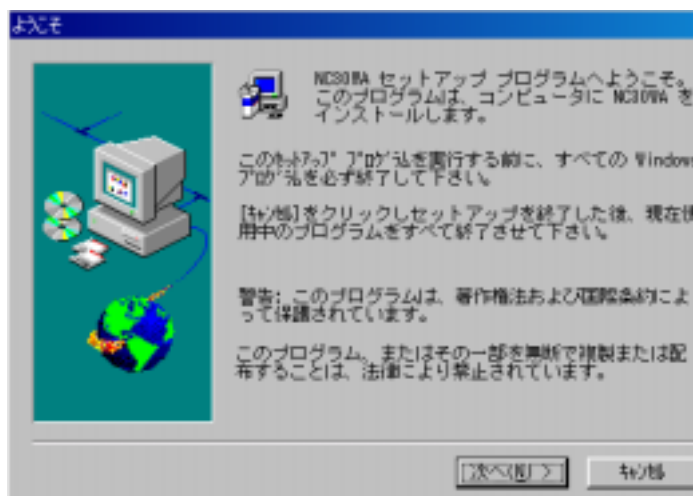 ようこそ
NC30WA セットアップ プログラムへようこそ。
このプログラムは、コンピュータに NC30WA を
インストールします。
このｾｯﾄｱｯﾌﾟ ﾌﾟﾛｸﾞﾗﾑを実行する前に、すべての Windows
ﾌﾟﾛｸﾞﾗﾑを必ず終了して下さい。
[ｷｬﾝｾﾙ]をクリックしセットアップを終了した後、現在使
用中のプログラムをすべて終了させて下さい。
警告: このプログラムは、著作権法および国際条約によ
って保護されています。
このプログラム、またはその一部を無断で複製または配
布することは、法律により禁止されています。
次へ(N) >
ｷｬﾝｾﾙ